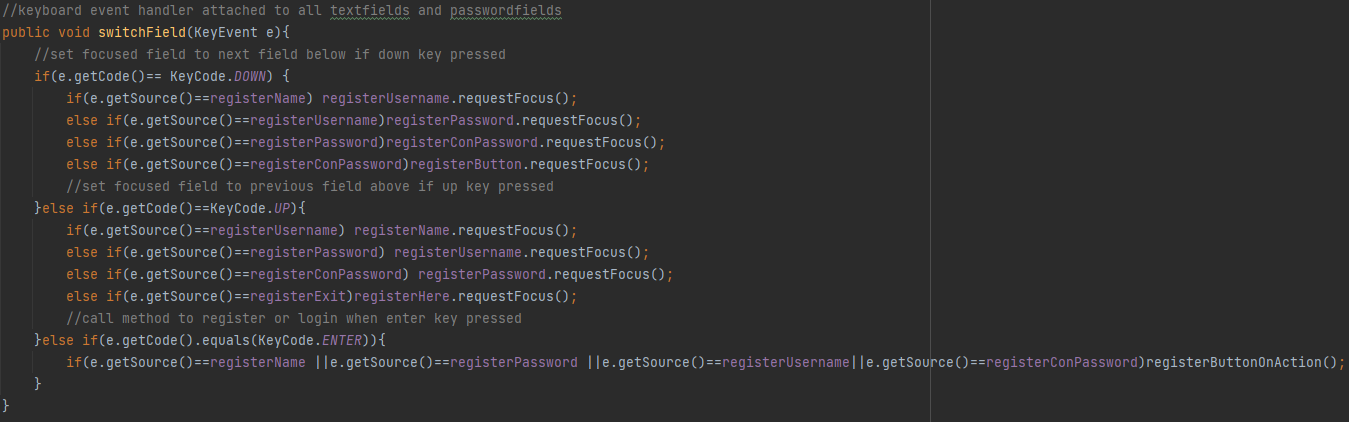 //keyboard event handler attached to all textfields and passwordfields
public void switchField(KeyEvent e){
    //set focused field to next field below if down key pressed
    if(e.getCode()== KeyCode.DOWN) {
        if(e.getSource()==registerName) registerUsername.requestFocus();
        else if(e.getSource()==registerUsername)registerPassword.requestFocus();
        else if(e.getSource()==registerPassword)registerConPassword.requestFocus();
        else if(e.getSource()==registerConPassword)registerButton.requestFocus();
        //set focused field to previous field above if up key pressed
    }else if(e.getCode()==KeyCode.UP){
        if(e.getSource()==registerUsername) registerName.requestFocus();
        else if(e.getSource()==registerPassword) registerUsername.requestFocus();
        else if(e.getSource()==registerConPassword) registerPassword.requestFocus();
        else if(e.getSource()==registerExit)registerHere.requestFocus();
        //call method to register or login when enter key pressed
    }else if(e.getCode().equals(KeyCode.ENTER)){
        if(e.getSource()==registerName ||e.getSource()==registerPassword ||e.getSource()==registerUsername||e.getSource()==registerConPassword)registerButtonOnAction();
    }
}